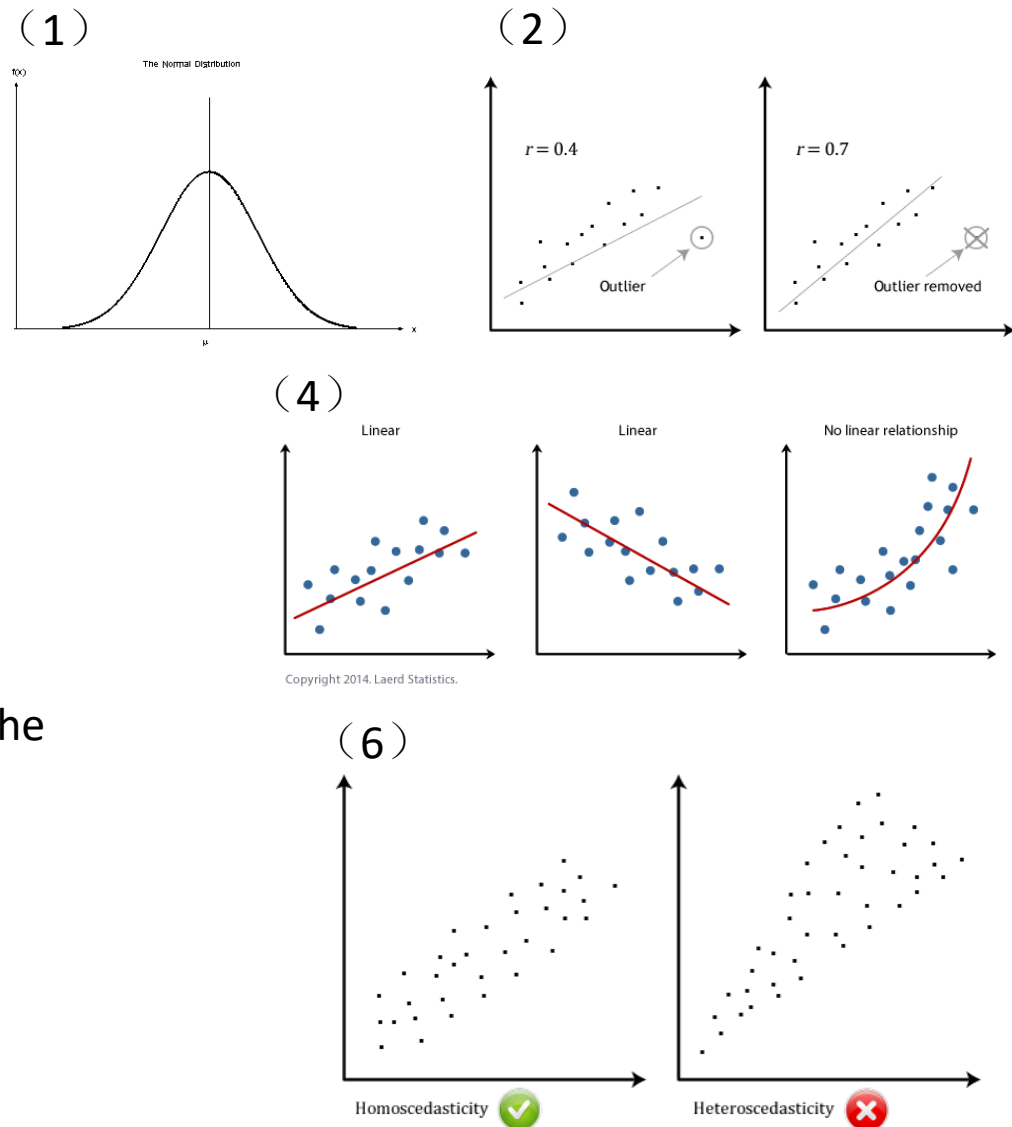 （1）
The Normal Distribution
f(x)
x
μ
（2）
r = 0.4
Outlier
r = 0.7
Outlier removed
（4）
Linear
Linear
No linear relationship
Copyright 2014. Laerd Statistics.
he
（6）
Homoscedasticity
Heteroscedasticity